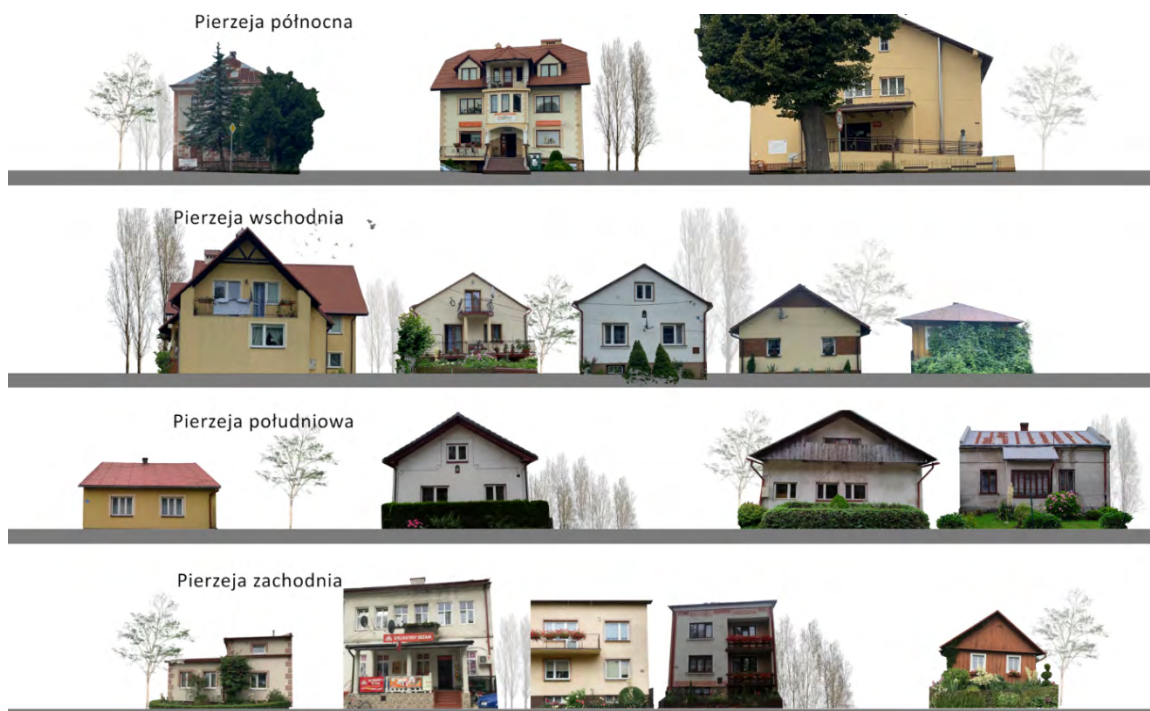 Pierzeja północna
Pierzeja wschodnia
Pierzeja południowa
Pierzeja zachodnia